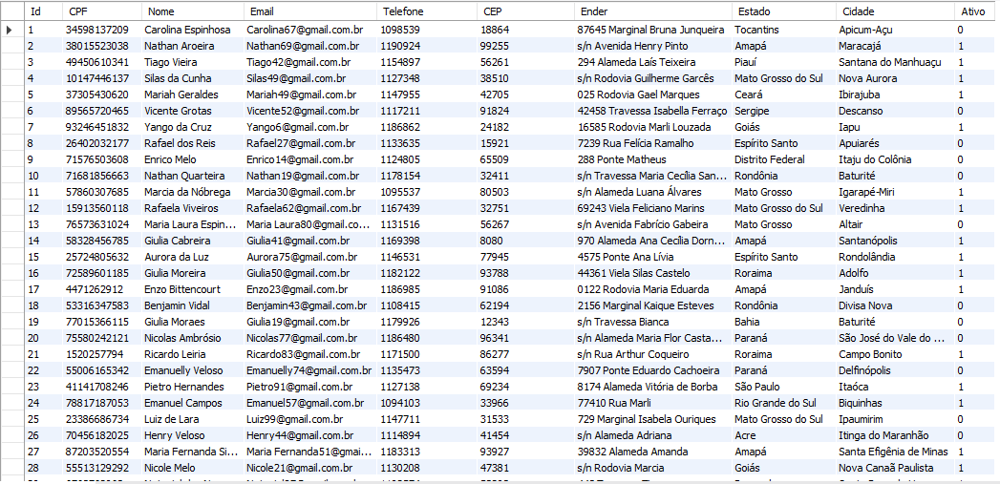 Id CPF Nome Email Telefone CEP Ender Estado Cidade Ativo
1 34598137209 Carolina Espinhosa Carolina67@gmail.com.br 1098539 18864 87645 Marginal Bruna Junqueira Tocantins Apicum-Açu 0
2 38015523038 Nathan Aroeira Nathan69@gmail.com.br 1190924 99255 s/n Avenida Henry Pinto Amapá Maracajá 1
3 49450610341 Tiago Vieira Tiago42@gmail.com.br 1154897 56261 294 Alameda Laís Teixeira Piauí Santana do Manhuaçu 1
4 10147446137 Silas da Cunha Silas49@gmail.com.br 1127348 38510 s/n Rodovia Guilherme Garcês Mato Grosso do Sul Nova Aurora 1
5 37305430620 Mariah Geraldes Mariah49@gmail.com.br 1147955 42705 025 Rodovia Gael Marques Ceará Ibirajuba 1
6 89565720465 Vicente Grotas Vicente52@gmail.com.br 1117211 91824 42458 Travessa Isabella Ferraço Sergipe Descanso 0
7 93246451832 Yango da Cruz Yango6@gmail.com.br 1186862 24182 16585 Rodovia Marli Louzada Goiás Iapu 1
8 26402032177 Rafael dos Reis Rafael27@gmail.com.br 1133635 15921 7239 Rua Felícia Ramalho Espírito Santo Apuiarés 0
9 71576503608 Enrico Melo Enrico14@gmail.com.br 1124805 65509 288 Ponte Matheus Distrito Federal Itaju do Colônia 0
10 71681856663 Nathan Quarteira Nathan19@gmail.com.br 1178154 32411 s/n Travessa Maria Cecília San... Rondônia Baturité 0
11 57860307685 Marcia da Nóbrega Marcia30@gmail.com.br 1095537 80503 s/n Alameda Luana Álvares Mato Grosso Igarapé-Miri 1
12 15913560118 Rafaela Viveiros Rafaela62@gmail.com.br 1167439 32751 69243 Viela Feliciano Marins Mato Grosso do Sul Veredinha 1
13 76573631024 Maria Laura Espin... Maria Laura80@gmail.co... 1131516 56267 s/n Avenida Fabrício Gabeira Mato Grosso Altair 0
14 58328456785 Giulia Cabreira Giulia41@gmail.com.br 1169398 8080 970 Alameda Ana Cecília Dorn... Amapá Santanópolis 1
15 25724805632 Aurora da Luz Aurora75@gmail.com.br 1146531 77945 4575 Ponte Ana Lívia Espírito Santo Rondolândia 1
16 72589601185 Giulia Moreira Giulia50@gmail.com.br 1182122 93788 44361 Viela Silas Castelo Roraima Adolfo 1
17 4471262912 Enzo Bittencourt Enzo23@gmail.com.br 1186985 91086 0122 Rodovia Maria Eduarda Amapá Janduís 1
18 53316347583 Benjamin Vidal Benjamin43@gmail.com.br 1108415 62194 2156 Marginal Kaique Esteves Rondônia Divisa Nova 0
19 77015366115 Giulia Moraes Giulia19@gmail.com.br 1179926 12343 s/n Travessa Bianca Bahia Baturité 0
20 75580242121 Nicolas Ambrósio Nicolas77@gmail.com.br 1186480 96341 s/n Alameda Maria Flor Casta... Paraná São José do Vale do ... 0
21 1520257794 Ricardo Leiria Ricardo83@gmail.com.br 1171500 86277 s/n Rua Arthur Coqueiro Roraima Campo Bonito 1
22 55006165342 Emanuelly Veloso Emanuelly74@gmail.com.br 1135473 63594 7907 Ponte Eduardo Cachoeira Paraná Delfinópolis 0
23 41141708246 Pietro Hernandes Pietro91@gmail.com.br 1127138 69234 8174 Alameda Vitória de Borba São Paulo Itaóca 1
24 78817187053 Emanuel Campos Emanuel57@gmail.com.br 1094103 33966 77410 Rua Marli Rio Grande do Sul Biquinhas 1
25 23386686734 Luiz de Lara Luiz99@gmail.com.br 1147711 31533 729 Marginal Isabela Ouriques Mato Grosso do Sul Ipaumirim 0
26 70456182025 Henry Veloso Henry44@gmail.com.br 1114894 41454 s/n Alameda Adriana Acre Itinga do Maranhão 0
27 87203520554 Maria Fernanda Si... Maria Fernanda51@gmai... 1183313 93927 39832 Alameda Amanda Amapá Santa Efigênia de Minas 1
28 55513129292 Nicole Melo Nicole21@gmail.com.br 1130208 47381 s/n Rodovia Marcia Goiás Nova Canaã Paulista 1